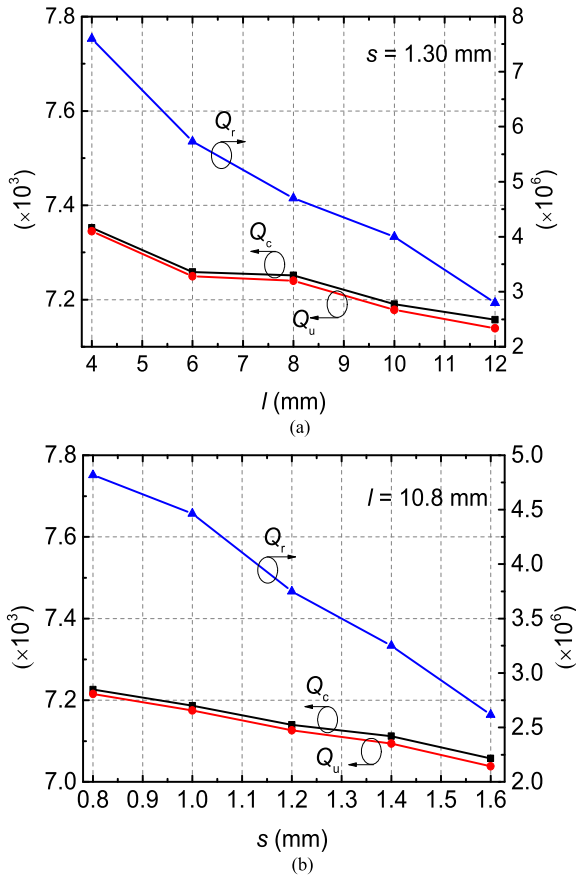 7.8
8
s = 1.30 mm
7
7.6
Qr
6
(×10³)
(×10⁶)
5
7.4
Qc
4
7.2
3
Qu
2
4 5 6 7 8 9 10 11 12
l (mm)
(a)
7.8
5.0
l = 10.8 mm
4.5
7.6
Qr
4.0
(×10³)
(×10⁶)
7.4
3.5
3.0
7.2
Qc
2.5
Qu
7.0
2.0
0.8 0.9 1.0 1.1 1.2 1.3 1.4 1.5 1.6
s (mm)
(b)